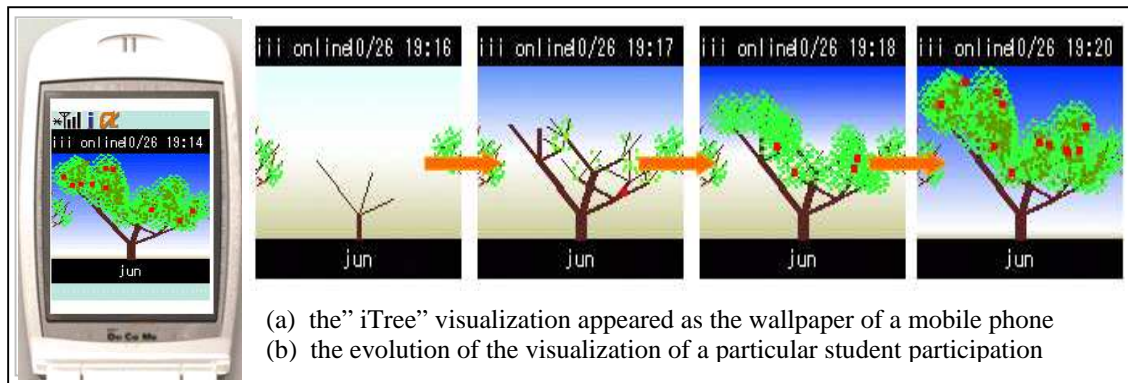 iii online10/26 19:14
jun
DoCoMo
iii online10/26 19:16
jun
iii online10/26 19:17
jun
iii online10/26 19:18
jun
iii online10/26 19:20
jun
(a) the” iTree” visualization appeared as the wallpaper of a mobile phone
(b) the evolution of the visualization of a particular student participation